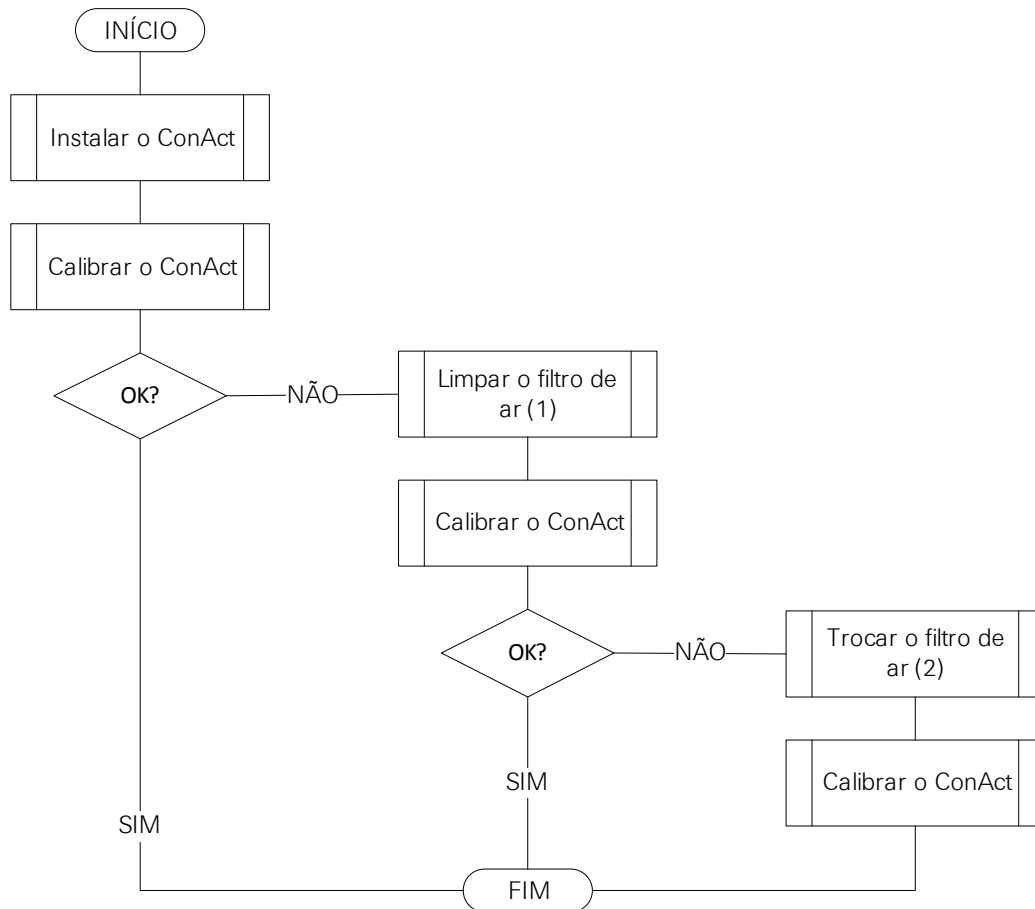 INÍCIO
Instalar o ConAct
Calibrar o ConAct
OK?
NÃO
Limpar o filtro de
ar (1)
Calibrar o ConAct
OK?
NÃO
Trocar o filtro de
ar (2)
Calibrar o ConAct
SIM
SIM
FIM